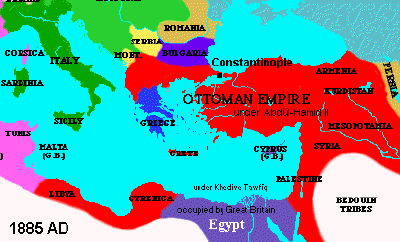 ROMANIA
SERBIA
CORSICA
ITALY
MONT
BULGARIA
Constantinople
ARMENIA
PERSIA
SARDINIA
OTTOMAN EMPIRE
KURDISTAN
under Abdü-Hamid II
GREECE
MESOPOTAMIA
SICILY
TUNIS
MALTA
(G.B.)
CRETE
CYPRUS
(G.B.)
SYRIA
PALESTINE
under Khedive Tawfiq
LIBYA
CYRENICA
occupied by Great Britain
BEDOUIN
TRIBES
1885 AD
Egypt